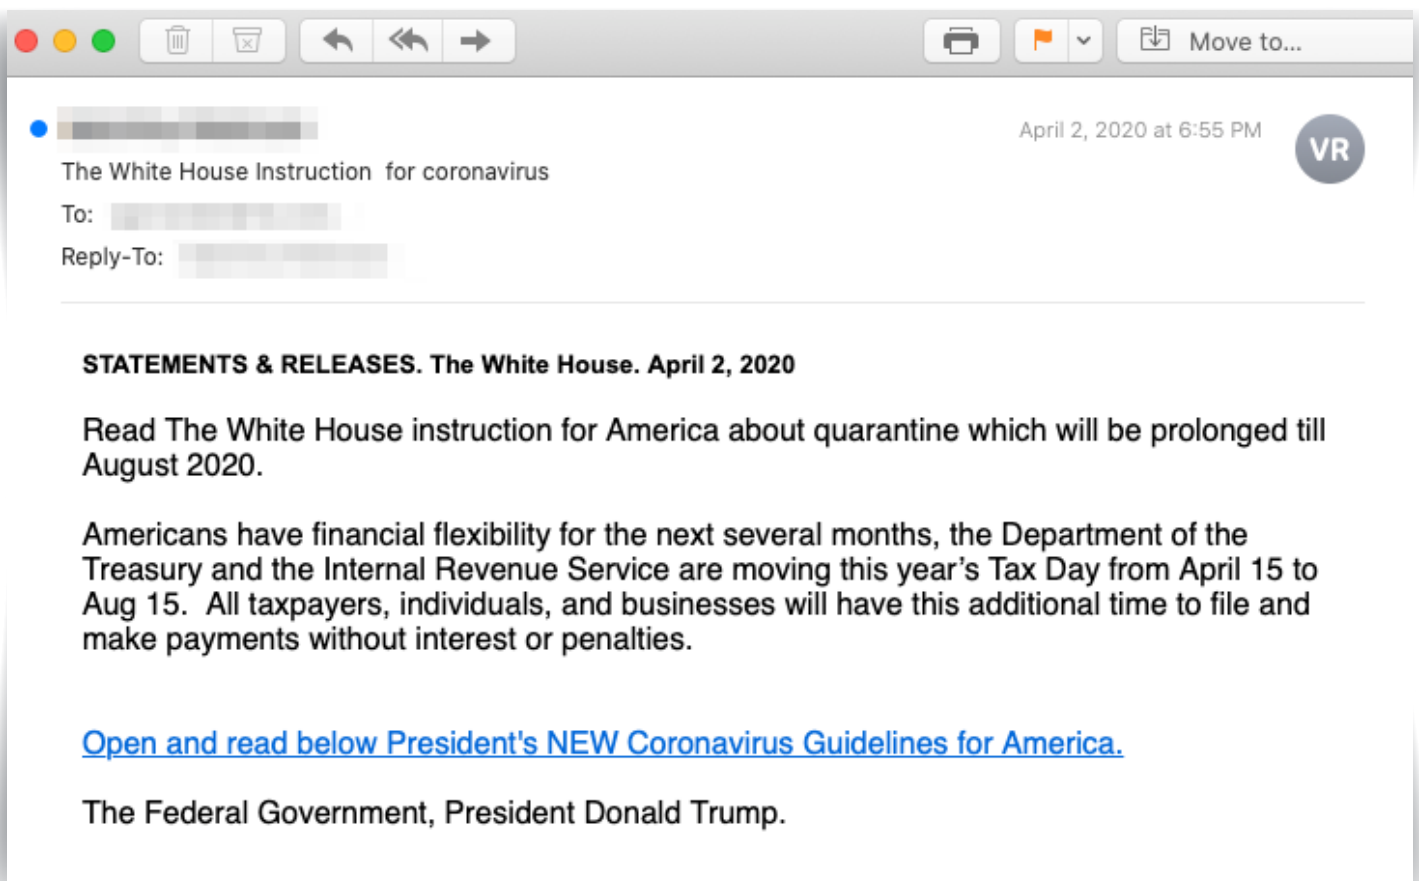 Move to...
April 2, 2020 at 6:55 PM
VR
The White House Instruction  for coronavirus
To:
Reply-To:
STATEMENTS & RELEASES. The White House. April 2, 2020
Read The White House instruction for America about quarantine which will be prolonged till
August 2020.
Americans have financial flexibility for the next several months, the Department of the
Treasury and the Internal Revenue Service are moving this year’s Tax Day from April 15 to
Aug 15.  All taxpayers, individuals, and businesses will have this additional time to file and
make payments without interest or penalties.
Open and read below President's NEW Coronavirus Guidelines for America.
The Federal Government, President Donald Trump.